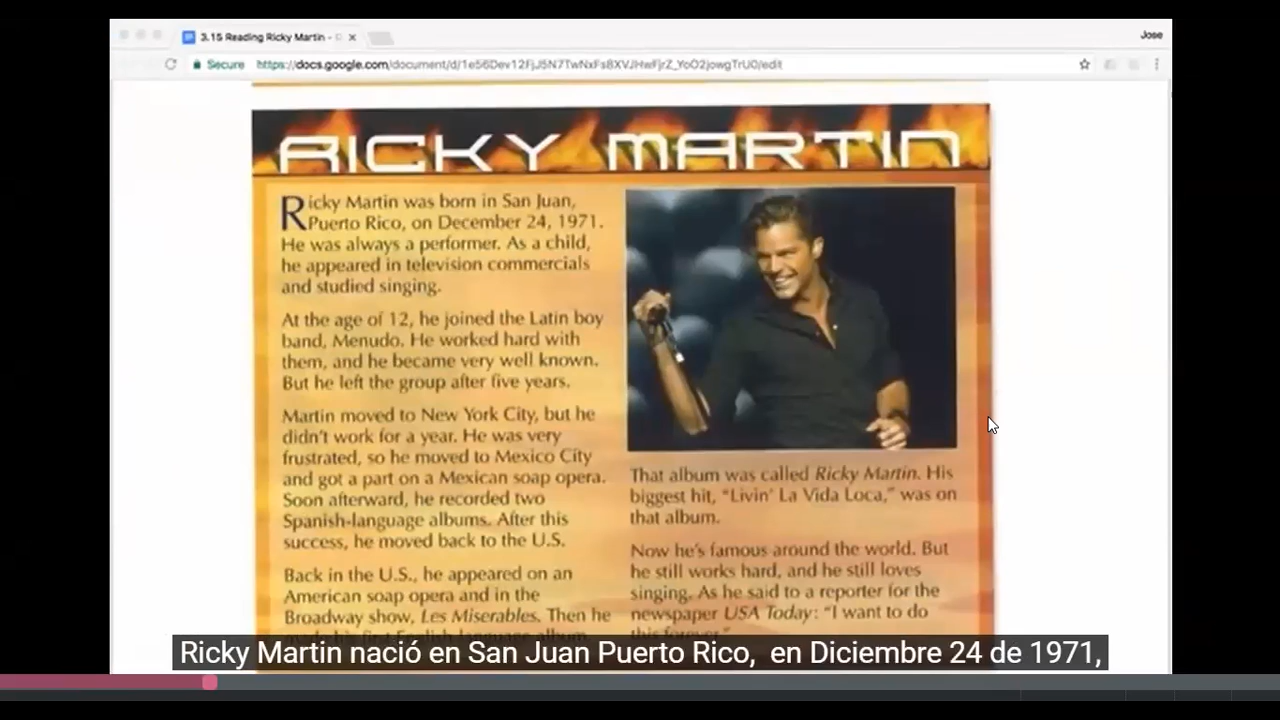 3.15 Reading Ricky Martin -
Jose
Secure
RICKY MARTIN
Ricky Martin was born in San Juan,
Puerto Rico, on December 24, 1971.
He was always a performer. As a child,
he appeared in television commercials
and studied singing.
At the age of 12, he joined the Latin boy
band, Menudo. He worked hard with
them, and he became very well known.
But he left the group after five years.
Martin moved to New York City, but he
didn't work for a year. He was very
frustrated, so he moved to Mexico City
and got a part on a Mexican soap opera.
Soon afterward, he recorded two
Spanish-language albums. After this
success, he moved back to the U.S.
Back in the U.S., he appeared on an
American soap opera and in the
Broadway show, Les Miserables. Then he
That album was called Ricky Martin. His
biggest hit, "Livin' La Vida Loca," was on
that album.
Now he's famous around the world. But
he still works hard, and he still loves
singing. As he said to a reporter for the
newspaper USA Today: "I want to do
this forever."
Ricky Martin nació en San Juan Puerto Rico, en Diciembre 24 de 1971,